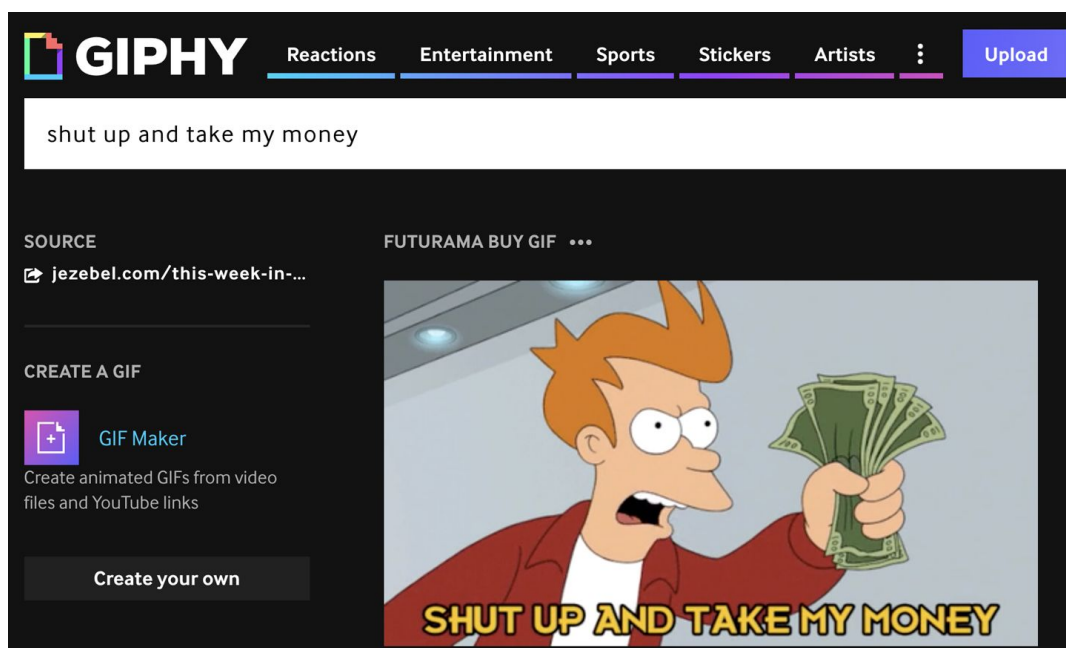 GIPHY
Reactions
Entertainment
Sports
Stickers
Artists
Upload
shut up and take my money
SOURCE
jezebel.com/this-week-in-...
CREATE A GIF
GIF Maker
Create animated GIFs from video
files and YouTube links
Create your own
FUTURAMA BUY GIF •••
SHUT UP AND TAKE MY MONEY